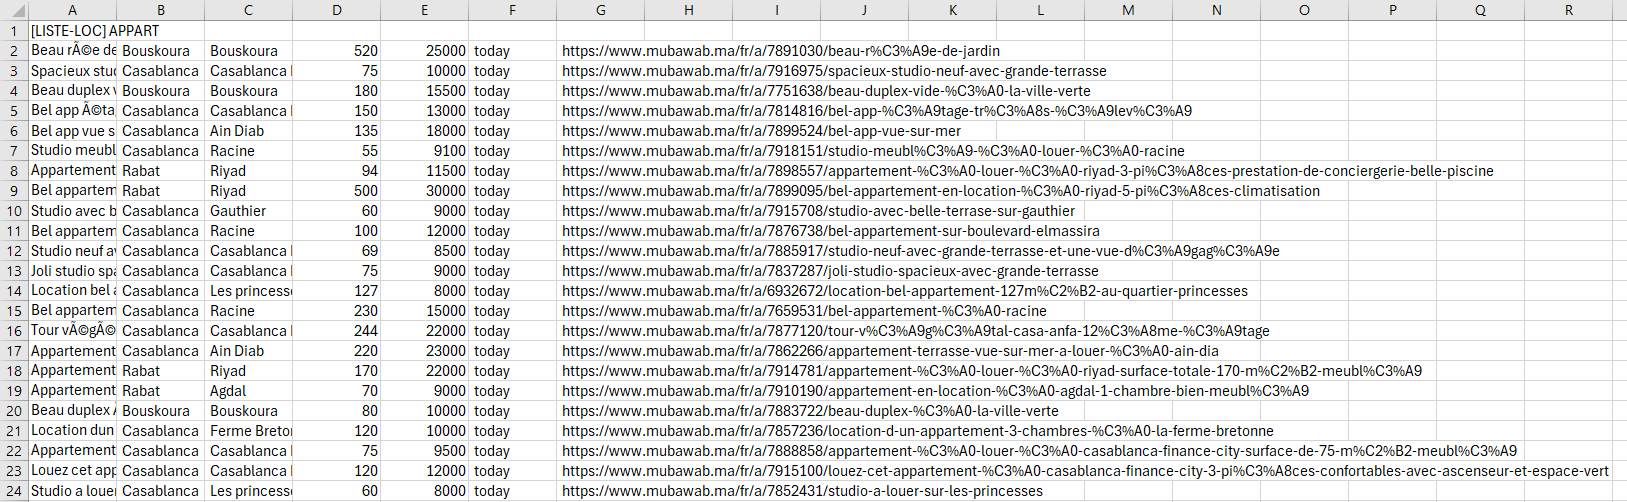 A B C D E F G H I J K L M N O P Q R
1 [LISTE-LOC] APPART
2 Beau rÃ©e de Bouskoura Bouskoura 520 25000 today https://www.mubawab.ma/fr/a/7891030/beau-r%C3%A9e-de-jardin
3 Spacieux stu Casablanca Casablanca 75 10000 today https://www.mubawab.ma/fr/a/7916975/spacieux-studio-neuf-avec-grande-terrasse
4 Beau duplex v Bouskoura Bouskoura 180 15500 today https://www.mubawab.ma/fr/a/7751638/beau-duplex-vide-%C3%A0-la-ville-verte
5 Bel app Ã©ta Casablanca Casablanca 150 13000 today https://www.mubawab.ma/fr/a/7814816/bel-app-%C3%A9tage-tr%C3%A8s-%C3%A9lev%C3%A9
6 Bel app vue s Casablanca Ain Diab 135 18000 today https://www.mubawab.ma/fr/a/7899524/bel-app-vue-sur-mer
7 Studio meubl Casablanca Racine 55 9100 today https://www.mubawab.ma/fr/a/7918151/studio-meubl%C3%A9-%C3%A0-louer-%C3%A0-racine
8 Appartement Rabat Riyad 94 11500 today https://www.mubawab.ma/fr/a/7898557/appartement-%C3%A0-louer-%C3%A0-riyad-3-pi%C3%A8ces-prestation-de-conciergerie-belle-piscine
9 Bel appartem Rabat Riyad 500 30000 today https://www.mubawab.ma/fr/a/7899095/bel-appartement-en-location-%C3%A0-riyad-5-pi%C3%A8ces-climatisation
10 Studio avec b Casablanca Gauthier 60 9000 today https://www.mubawab.ma/fr/a/7915708/studio-avec-belle-terrase-sur-gauthier
11 Bel appartem Casablanca Racine 100 12000 today https://www.mubawab.ma/fr/a/7876738/bel-appartement-sur-boulevard-elmassira
12 Studio neuf av Casablanca Casablanca 69 8500 today https://www.mubawab.ma/fr/a/7885917/studio-neuf-avec-grande-terrasse-et-une-vue-d%C3%A9gag%C3%A9e
13 Joli studio spa Casablanca Casablanca 75 9000 today https://www.mubawab.ma/fr/a/7837287/joli-studio-spacieux-avec-grande-terrasse
14 Location bel a Casablanca Les princesse 127 8000 today https://www.mubawab.ma/fr/a/6932672/location-bel-appartement-127m%C2%B2-au-quartier-princesses
15 Bel appartem Casablanca Racine 230 15000 today https://www.mubawab.ma/fr/a/7659531/bel-appartement-%C3%A0-racine
16 Tour vÃ©gÃ© Casablanca Casablanca 244 22000 today https://www.mubawab.ma/fr/a/7877120/tour-v%C3%A9g%C3%A9tal-casa-anfa-12%C3%A8me-%C3%A9tage
17 Appartement Casablanca Ain Diab 220 23000 today https://www.mubawab.ma/fr/a/7862266/appartement-terrasse-vue-sur-mer-a-louer-%C3%A0-ain-dia
18 Appartement Rabat Riyad 170 22000 today https://www.mubawab.ma/fr/a/7914781/appartement-%C3%A0-louer-%C3%A0-riyad-surface-totale-170-m%C2%B2-meubl%C3%A9
19 Appartement Rabat Agdal 70 9000 today https://www.mubawab.ma/fr/a/7910190/appartement-en-location-%C3%A0-agdal-1-chambre-bien-meubl%C3%A9
20 Beau duplex Bouskoura Bouskoura 80 10000 today https://www.mubawab.ma/fr/a/7883722/beau-duplex-%C3%A0-la-ville-verte
21 Location dun Casablanca Ferme Breton 120 10000 today https://www.mubawab.ma/fr/a/7857236/location-d-un-appartement-3-chambres-%C3%A0-la-ferme-bretonne
22 Appartement Casablanca Casablanca 75 9500 today https://www.mubawab.ma/fr/a/7888858/appartement-%C3%A0-louer-%C3%A0-casablanca-finance-city-surface-de-75-m%C2%B2-meubl%C3%A9
23 Louez cet app Casablanca Casablanca 120 12000 today https://www.mubawab.ma/fr/a/7915100/louez-cet-appartement-%C3%A0-casablanca-finance-city-3-pi%C3%A8ces-confortables-avec-ascenseur-et-espace-vert
24 Studio a louer Casablanca Les princesse 60 8000 today https://www.mubawab.ma/fr/a/7852431/studio-a-louer-sur-les-princesses